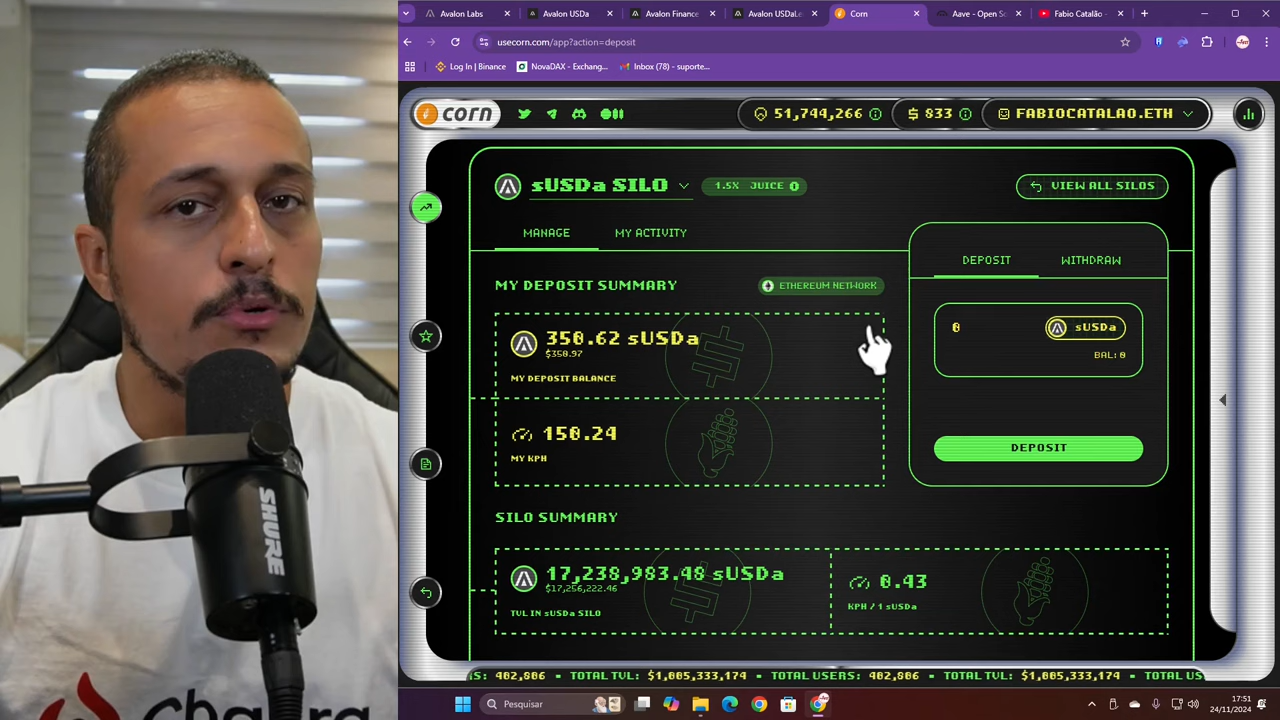 Avalon Labs
Avalon USDa
Avalon Finance
Avalon USDaLe
Corn
Aave - Open So
Fabio Catalão -
usecorn.com/app?action=deposit
Log In | Binance
NovaDAX - Exchang...
Inbox (78) - suporte...
corn
51,744,266
$ 833
FABIOCATALAO.ETH
sUSDa SILO
1.5X JUICE
VIEW ALL SILOS
MANAGE
MY ACTIVITY
DEPOSIT
WITHDRAW
MY DEPOSIT SUMMARY
ETHEREUM NETWORK
0
sUSDa
BAL: 0
350.62 sUSDa
$350.97
MY DEPOSIT BALANCE
150.24
MY KPH
DEPOSIT
SILO SUMMARY
17,238,983.48 sUSDa
$17,256,222.46
TVL IN sUSDa SILO
0.43
KPH / 1 sUSDa
RS: 402,806 - TOTAL TVL: $1,005,333,174 - TOTAL USERS: 402,806 - TOTAL TVL: $1,005,333,174 - TOTAL US
Pesquisar
17:51
24/11/2024
SHURE